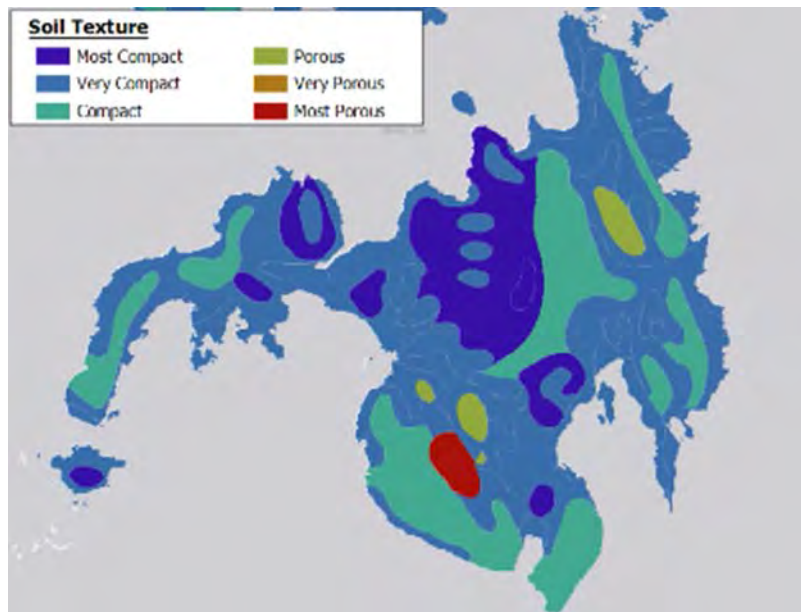 Soil Texture
Most Compact
Very Compact
Compact
Porous
Very Porous
Most Porous